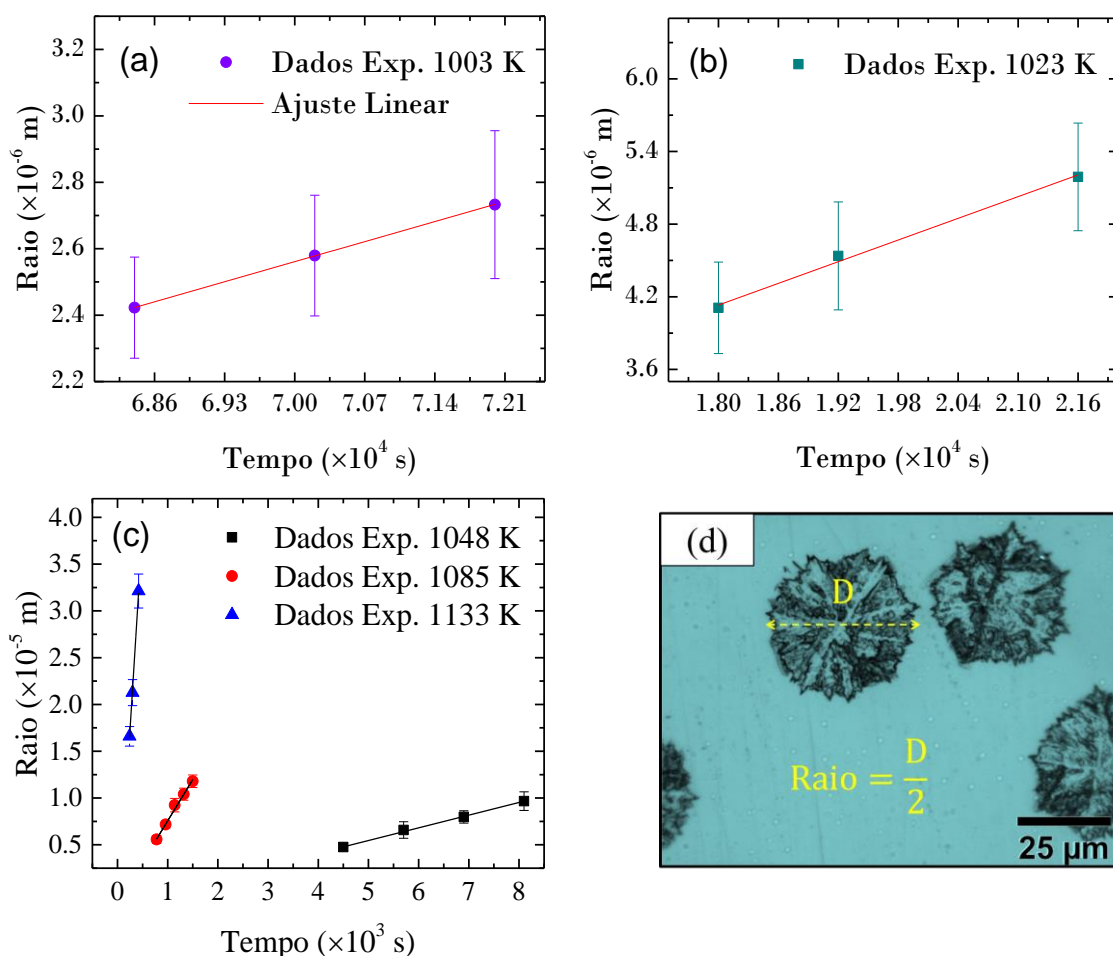 (a)
Dados Exp. 1003 K
Ajuste Linear
Raio (×10⁻⁶ m)
3.2
3.0
2.8
2.6
2.4
2.2
6.86 6.93 7.00 7.07 7.14 7.21
Tempo (×10⁴ s)
(b)
Dados Exp. 1023 K
Raio (×10⁻⁶ m)
6.0
5.4
4.8
4.2
3.6
1.80 1.86 1.92 1.98 2.04 2.10 2.16
Tempo (×10⁴ s)
(c)
Dados Exp. 1048 K
Dados Exp. 1085 K
Dados Exp. 1133 K
Raio (×10⁻⁵ m)
4.0
3.5
3.0
2.5
2.0
1.5
1.0
0.5
0 1 2 3 4 5 6 7 8
Tempo (×10³ s)
(d)
D
Raio = D/2
25 µm